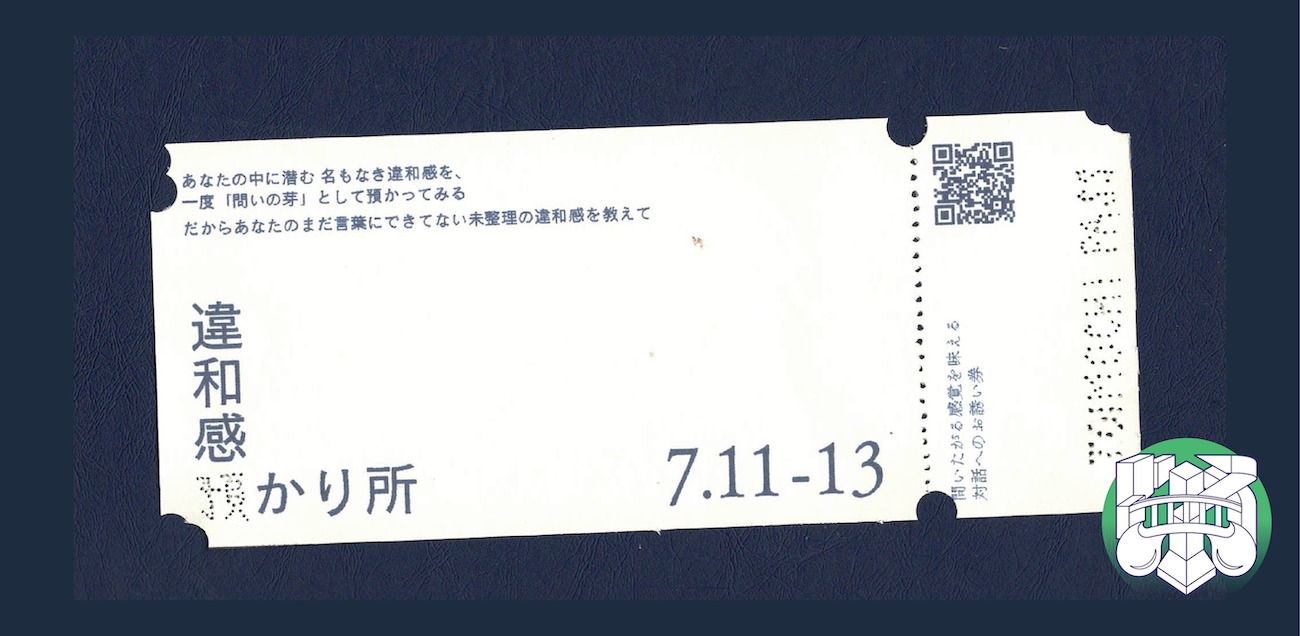 あなたの中に潜む 名もなき違和感を、
一度「問いの芽」として預かってみる
だからあなたのまだ言葉にできてない未整理の違和感を教えて
違和感
預かり所
7.11-13
問いたがる感覚を味える
対話へのお誘い券